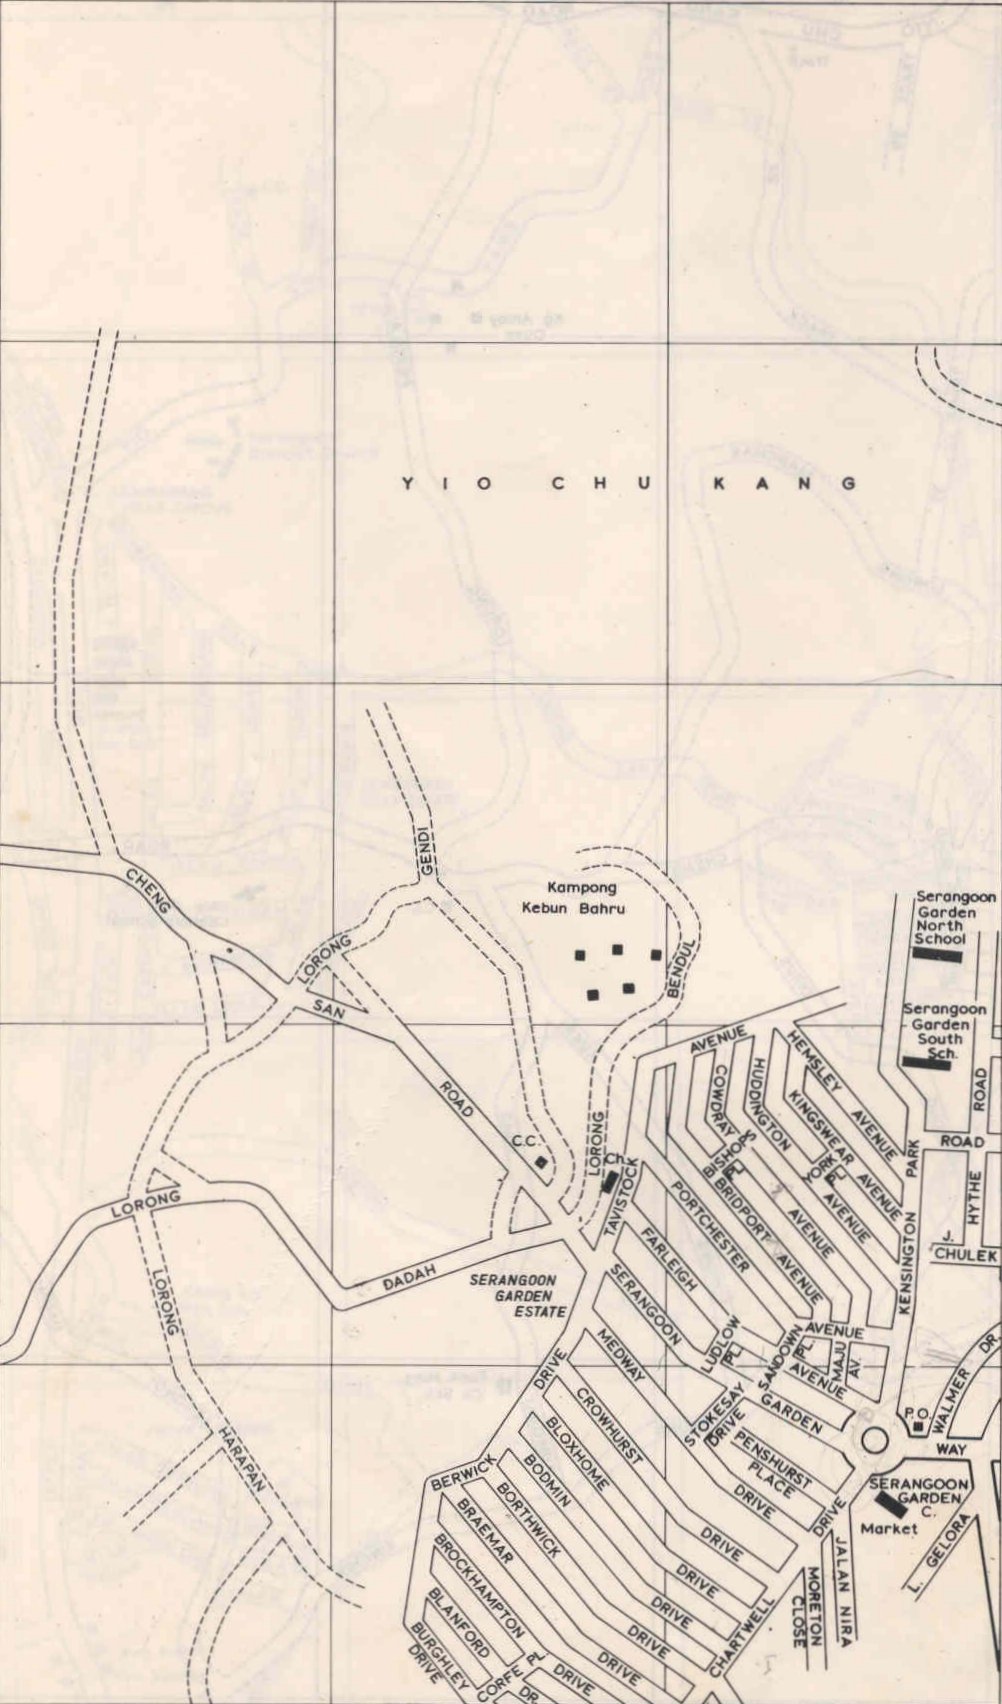 YIO CHU KANG
GENDI
CHENG
Kampong
Kebun Bahru
Serangoon
Garden
North
School
LORONG
BENDUL
SAN
Serangoon
Garden
South
Sch.
AVENUE
HEMSLEY AVENUE
HUDDINGTON AVENUE
COWDRAY
KINGSWEAR AVENUE
ROAD
ROAD
C.C.
Ch.
LORONG
BISHOPS
PL.
YORK
PL.
PARK
ROAD
TAVISTOCK
BRIDPORT AVENUE
AVENUE
PORTCHESTER
HYTHE
LORONG
FARLEIGH
J.
CHULEK
KENSINGTON
DADAH
SERANGOON
GARDEN
ESTATE
SERANGOON
LORONG
MEDWAY
LUDLOW
PL.
SANDOWN
PL.
AVENUE
MAJU
AV.
AVENUE
DRIVE
WALMER DR.
CROWHURST
STOKESAY
DRIVE
GARDEN
P.O.
WAY
BLOXHOME
PENSHURST
PLACE
HARAPAN
BERWICK
BODMIN
BORTHWICK
DRIVE
DRIVE
SERANGOON
GARDEN
C.
Market
BRAEMAR
BROCKHAMPTON
DRIVE
JALAN NIRA
L. GELORA
DRIVE
MORETON
CLOSE
BLANFORD
DRIVE
CHARTWELL
BURGHLEY
DRIVE
DRIVE
CORFE PL.
DRIVE
DRIVE
DR.